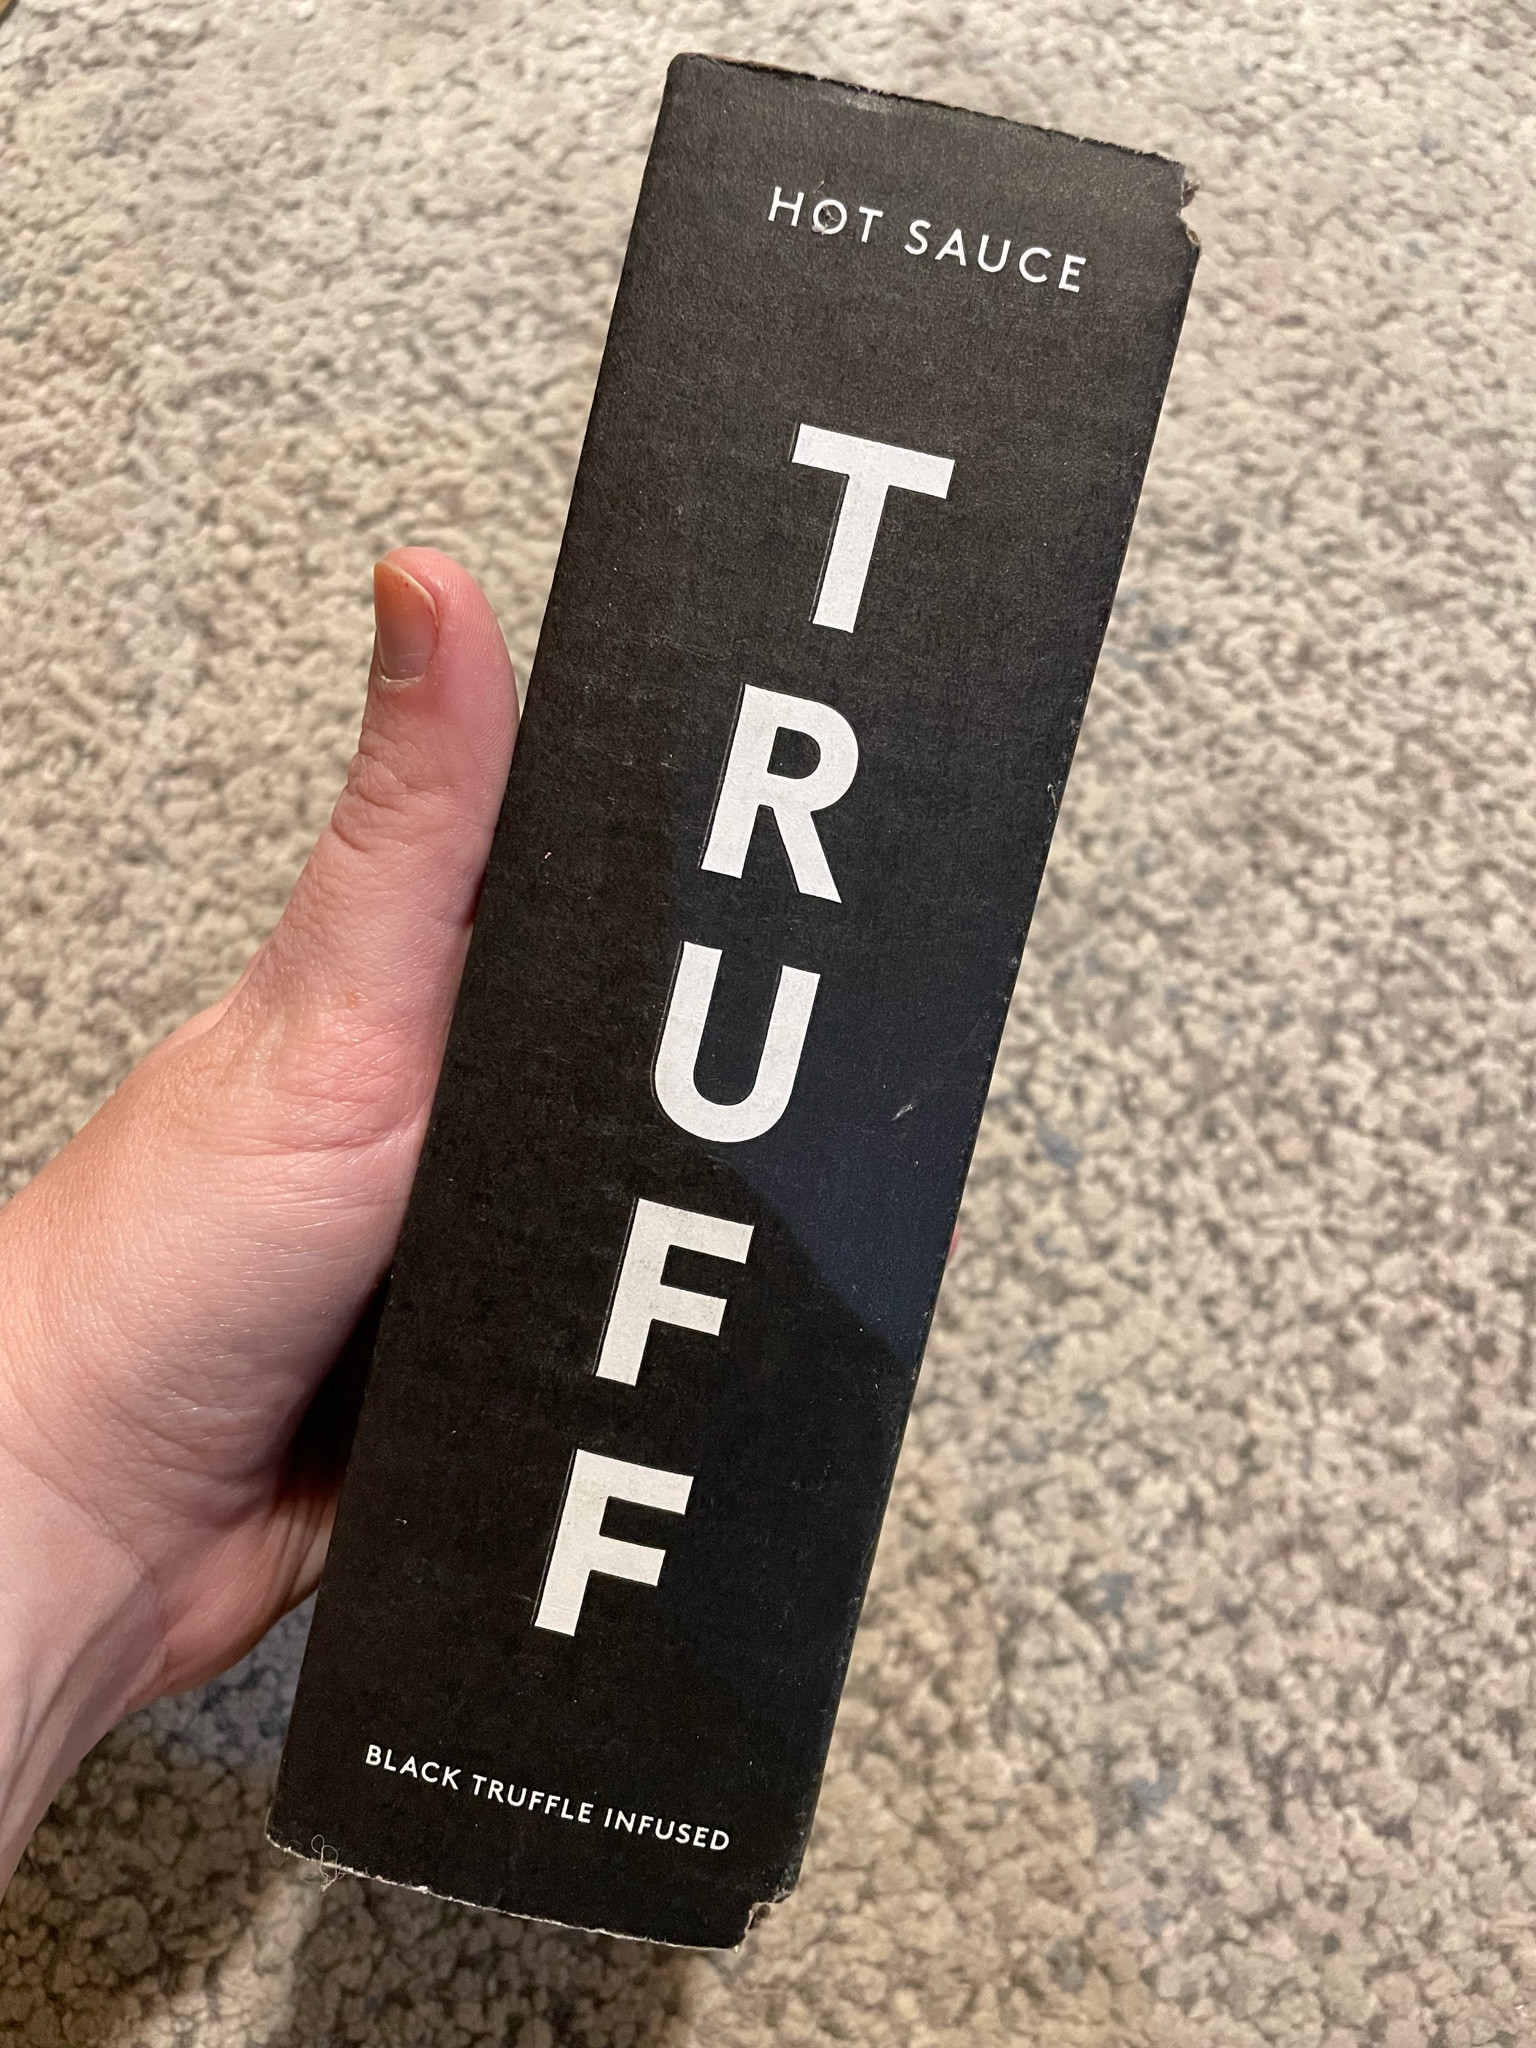 HOT SAUCE
TRUFF
BLACK TRUFFLE INFUSED